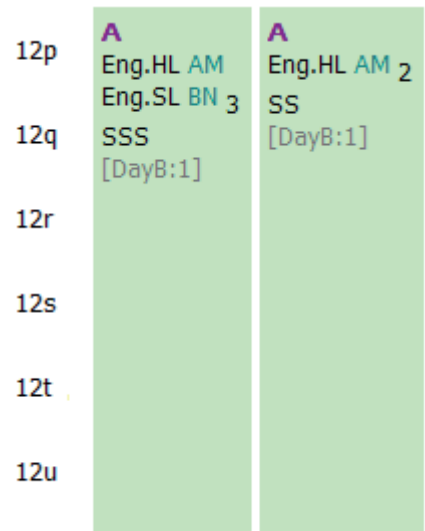 12p
12q
12r
12s
12t
12u
A
Eng.HL AM
Eng.SL BN 3
SSS
[DayB:1]
A
Eng.HL AM 2
SS
[DayB:1]